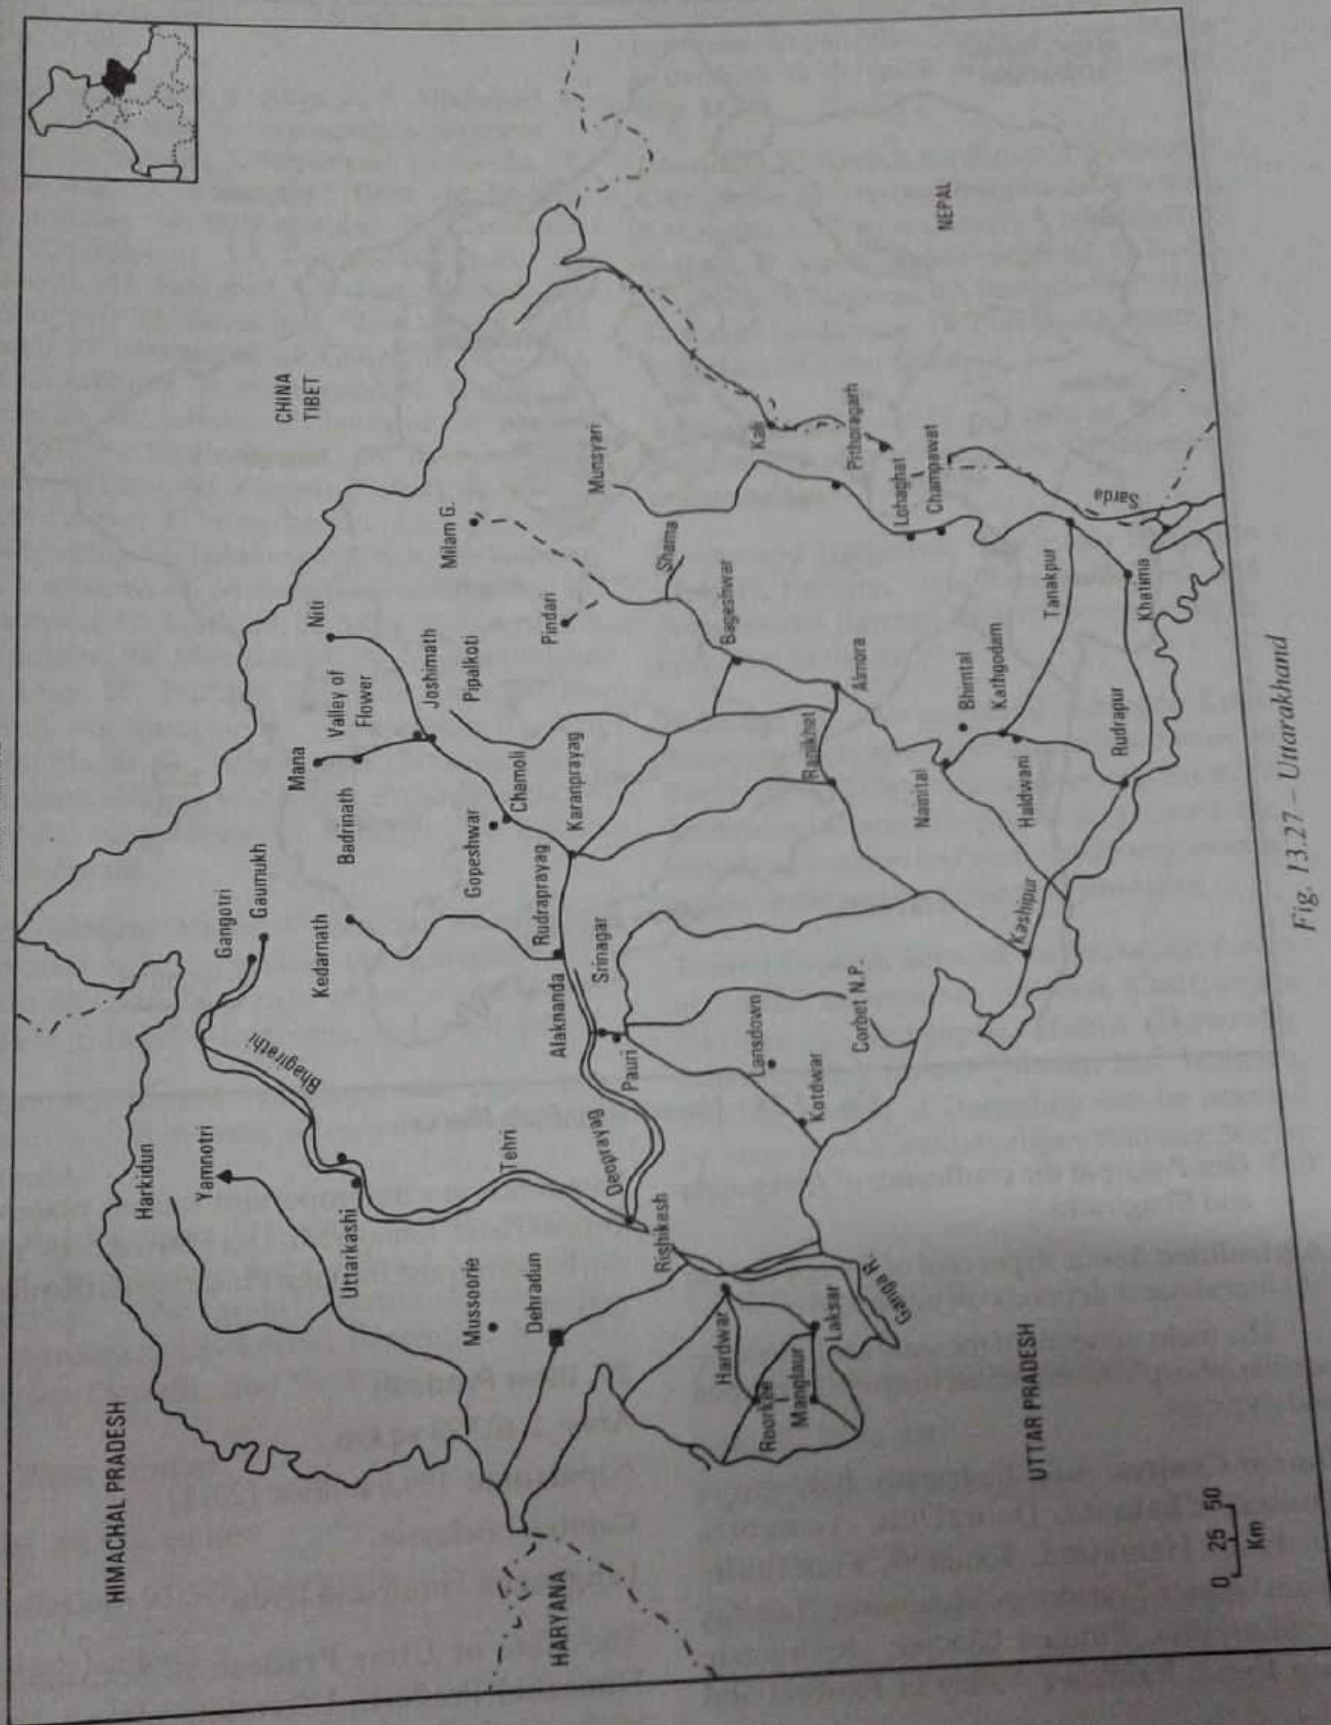 HIMACHAL PRADESH
CHINA
TIBET
NEPAL
HARYANA
UTTAR PRADESH
Harkidun
Yamnotri
Gangotri
Gaumukh
Bhagirathi
Uttarkashi
Mussoorie
Dehradun
Tehri
Kedarnath
Badrinath
Mana
Valley of
Flower
Niti
Joshimath
Pipalkoti
Gopeshwar
Chamoli
Karanprayag
Rudraprayag
Alaknanda
Srinagar
Pauri
Deoprayag
Rishikesh
Hardwar
Roorkee
Manglaur
Laksar
Ganga R.
Lansdown
Kotdwar
Corbet N.P.
Milam G.
Pindari
Munsyari
Shama
Bageshwar
Almora
Ranikhet
Kali
Pithoragarh
Lohaghat
Champawat
Sarda
Tanakpur
Khatima
Bhimtal
Kathgodam
Nainital
Haldwani
Rudrapur
Kashipur
0 25 50
Km
Fig. 13.27 – Uttarakhand